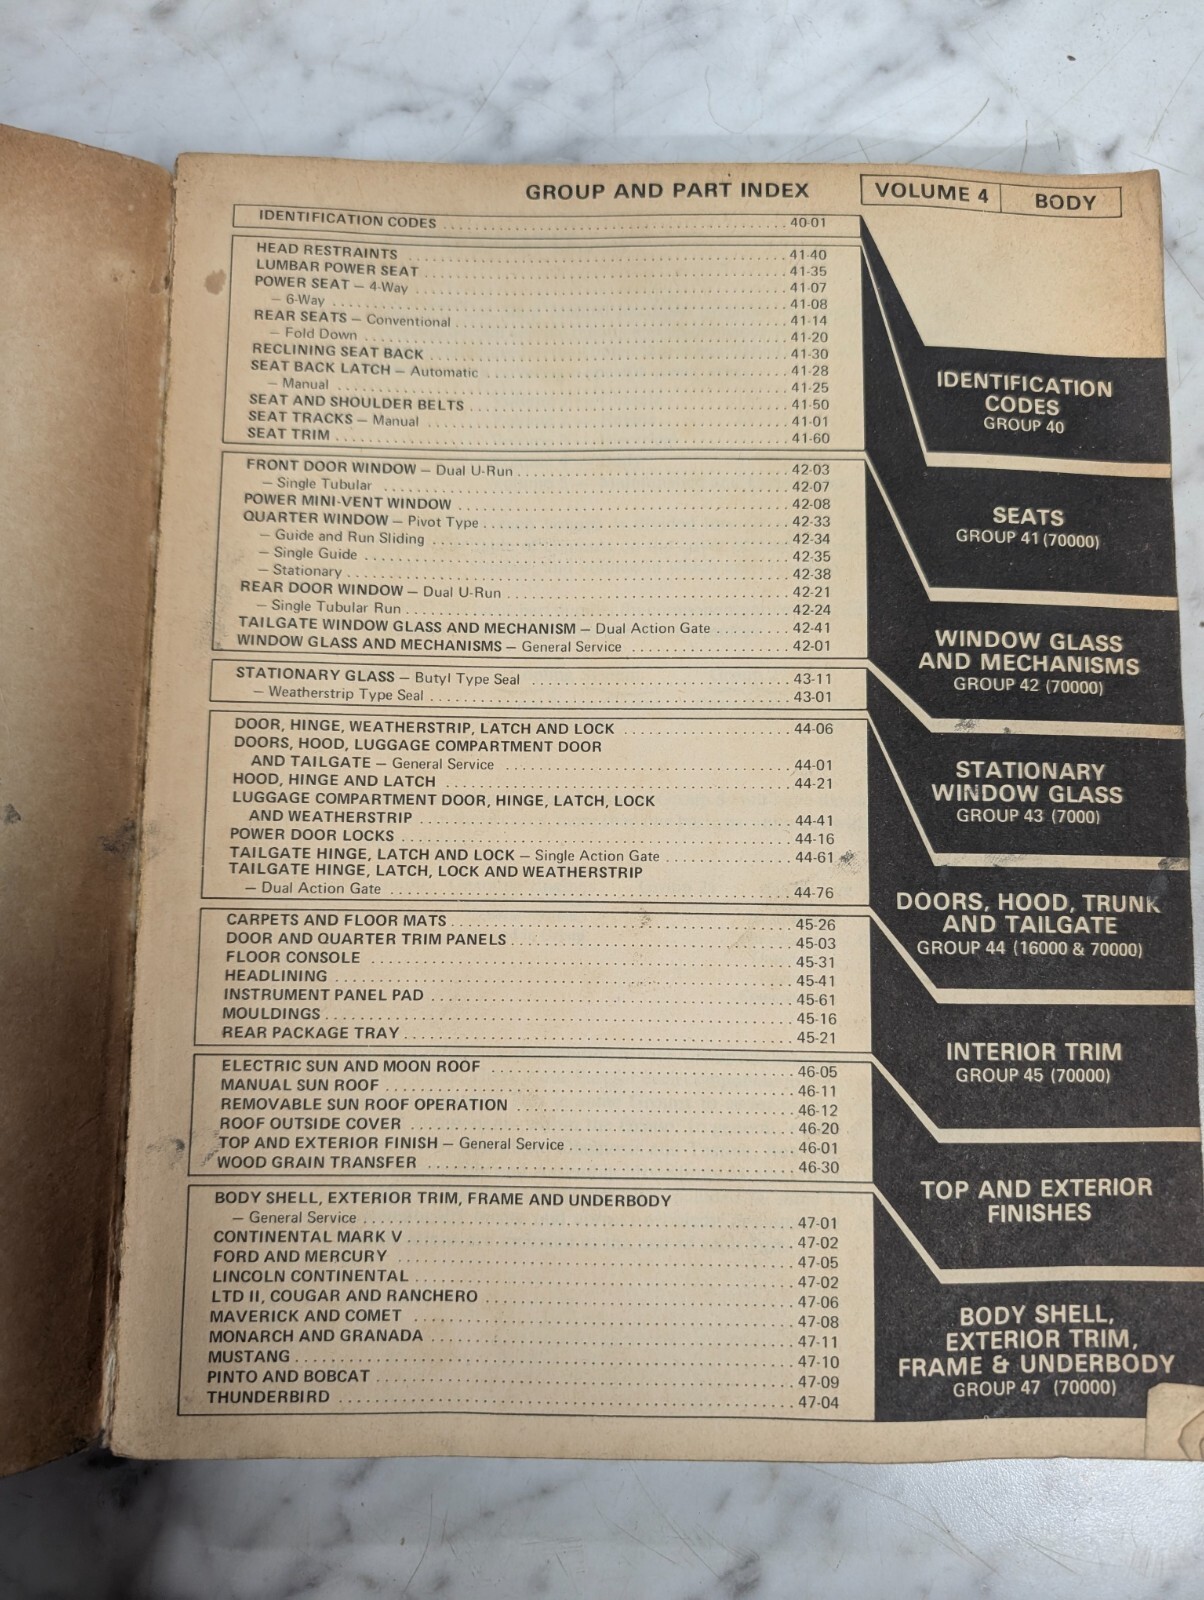 GROUP AND PART INDEX
VOLUME 4 BODY
IDENTIFICATION CODES 40-01
HEAD RESTRAINTS 41-40
LUMBAR POWER SEAT 41-35
POWER SEAT — 4-Way 41-07
— 6-Way 41-08
REAR SEATS — Conventional 41-14
— Fold Down 41-20
RECLINING SEAT BACK 41-30
SEAT BACK LATCH — Automatic 41-28
— Manual 41-25
SEAT AND SHOULDER BELTS 41-50
SEAT TRACKS — Manual 41-01
SEAT TRIM 41-60
FRONT DOOR WINDOW — Dual U-Run 42-03
— Single Tubular 42-07
POWER MINI-VENT WINDOW 42-08
QUARTER WINDOW — Pivot Type 42-33
— Guide and Run Sliding 42-34
— Single Guide 42-35
— Stationary 42-38
REAR DOOR WINDOW — Dual U-Run 42-21
— Single Tubular Run 42-24
TAILGATE WINDOW GLASS AND MECHANISM — Dual Action Gate 42-41
WINDOW GLASS AND MECHANISMS — General Service 42-01
STATIONARY GLASS — Butyl Type Seal 43-11
— Weatherstrip Type Seal 43-01
DOOR, HINGE, WEATHERSTRIP, LATCH AND LOCK 44-06
DOORS, HOOD, LUGGAGE COMPARTMENT DOOR
AND TAILGATE — General Service 44-01
HOOD, HINGE AND LATCH 44-21
LUGGAGE COMPARTMENT DOOR, HINGE, LATCH, LOCK
AND WEATHERSTRIP 44-41
POWER DOOR LOCKS 44-16
TAILGATE HINGE, LATCH AND LOCK — Single Action Gate 44-61
TAILGATE HINGE, LATCH, LOCK AND WEATHERSTRIP
— Dual Action Gate 44-76
CARPETS AND FLOOR MATS 45-26
DOOR AND QUARTER TRIM PANELS 45-03
FLOOR CONSOLE 45-31
HEADLINING 45-41
INSTRUMENT PANEL PAD 45-61
MOULDINGS 45-16
REAR PACKAGE TRAY 45-21
ELECTRIC SUN AND MOON ROOF 46-05
MANUAL SUN ROOF 46-11
REMOVABLE SUN ROOF OPERATION 46-12
ROOF OUTSIDE COVER 46-20
TOP AND EXTERIOR FINISH — General Service 46-01
WOOD GRAIN TRANSFER 46-30
BODY SHELL, EXTERIOR TRIM, FRAME AND UNDERBODY
— General Service 47-01
CONTINENTAL MARK V 47-02
FORD AND MERCURY 47-05
LINCOLN CONTINENTAL 47-02
LTD II, COUGAR AND RANCHERO 47-06
MAVERICK AND COMET 47-08
MONARCH AND GRANADA 47-11
MUSTANG 47-10
PINTO AND BOBCAT 47-09
THUNDERBIRD 47-04
IDENTIFICATION
CODES
GROUP 40
SEATS
GROUP 41 (70000)
WINDOW GLASS
AND MECHANISMS
GROUP 42 (70000)
STATIONARY
WINDOW GLASS
GROUP 43 (7000)
DOORS, HOOD, TRUNK
AND TAILGATE
GROUP 44 (16000 & 70000)
INTERIOR TRIM
GROUP 45 (70000)
TOP AND EXTERIOR
FINISHES
BODY SHELL,
EXTERIOR TRIM,
FRAME & UNDERBODY
GROUP 47 (70000)